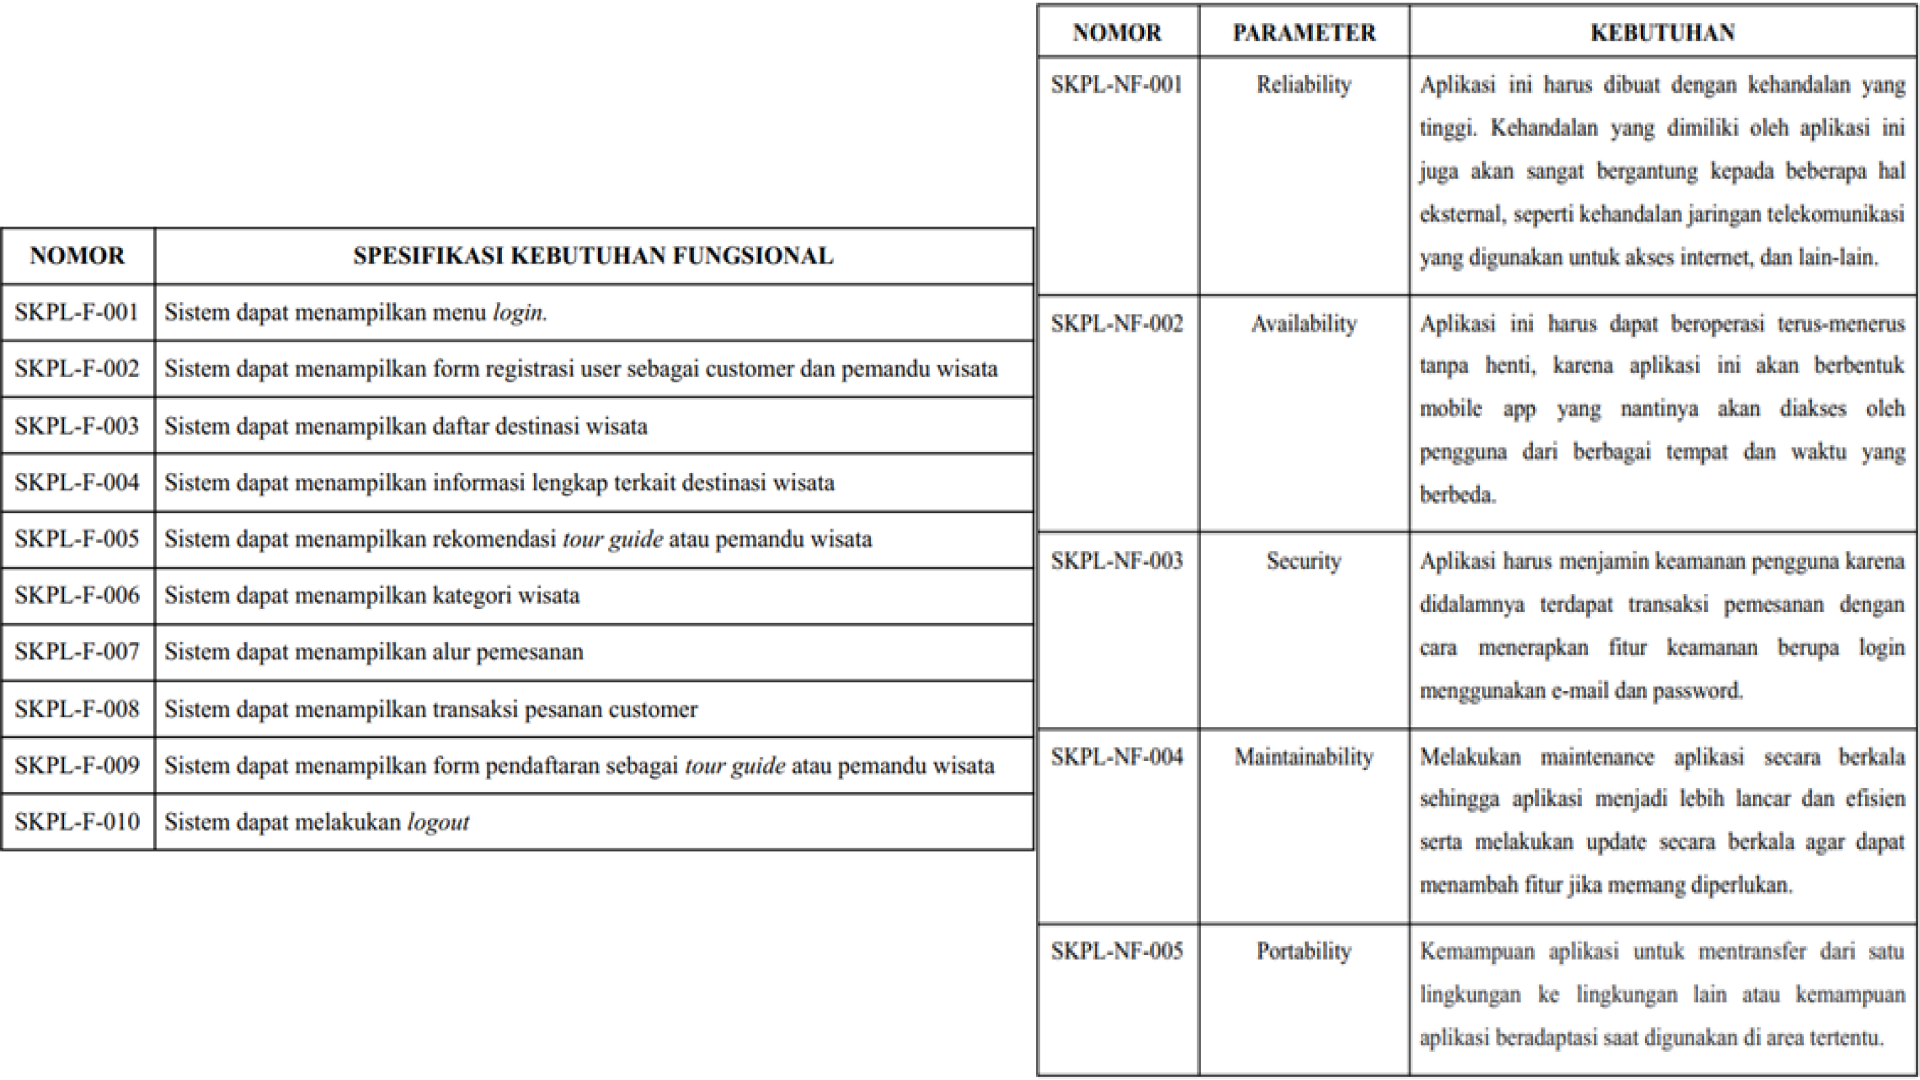 NOMOR SPESIFIKASI KEBUTUHAN FUNGSIONAL
SKPL-F-001 Sistem dapat menampilkan menu login.
SKPL-F-002 Sistem dapat menampilkan form registrasi user sebagai customer dan pemandu wisata
SKPL-F-003 Sistem dapat menampilkan daftar destinasi wisata
SKPL-F-004 Sistem dapat menampilkan informasi lengkap terkait destinasi wisata
SKPL-F-005 Sistem dapat menampilkan rekomendasi tour guide atau pemandu wisata
SKPL-F-006 Sistem dapat menampilkan kategori wisata
SKPL-F-007 Sistem dapat menampilkan alur pemesanan
SKPL-F-008 Sistem dapat menampilkan transaksi pesanan customer
SKPL-F-009 Sistem dapat menampilkan form pendaftaran sebagai tour guide atau pemandu wisata
SKPL-F-010 Sistem dapat melakukan logout
NOMOR PARAMETER KEBUTUHAN
SKPL-NF-001 Reliability Aplikasi ini harus dibuat dengan kehandalan yang
tinggi. Kehandalan yang dimiliki oleh aplikasi ini
juga akan sangat bergantung kepada beberapa hal
eksternal, seperti kehandalan jaringan telekomunikasi
yang digunakan untuk akses internet, dan lain-lain.
SKPL-NF-002 Availability Aplikasi ini harus dapat beroperasi terus-menerus
tanpa henti, karena aplikasi ini akan berbentuk
mobile app yang nantinya akan diakses oleh
pengguna dari berbagai tempat dan waktu yang
berbeda.
SKPL-NF-003 Security Aplikasi harus menjamin keamanan pengguna karena
didalamnya terdapat transaksi pemesanan dengan
cara menerapkan fitur keamanan berupa login
menggunakan e-mail dan password.
SKPL-NF-004 Maintainability Melakukan maintenance aplikasi secara berkala
sehingga aplikasi menjadi lebih lancar dan efisien
serta melakukan update secara berkala agar dapat
menambah fitur jika memang diperlukan.
SKPL-NF-005 Portability Kemampuan aplikasi untuk mentransfer dari satu
lingkungan ke lingkungan lain atau kemampuan
aplikasi beradaptasi saat digunakan di area tertentu.